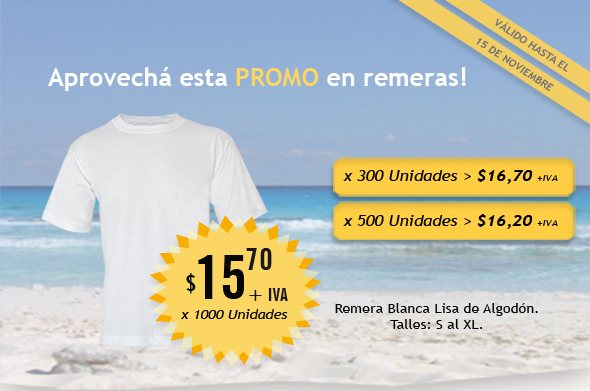 VÁLIDO HASTA EL
15 DE NOVIEMBRE
Aprovechá esta PROMO en remeras!
x 300 Unidades > $16,70 +IVA
x 500 Unidades > $16,20 +IVA
$15 70
+ IVA
x 1000 Unidades
Remera Blanca Lisa de Algodón.
Talles: S al XL.